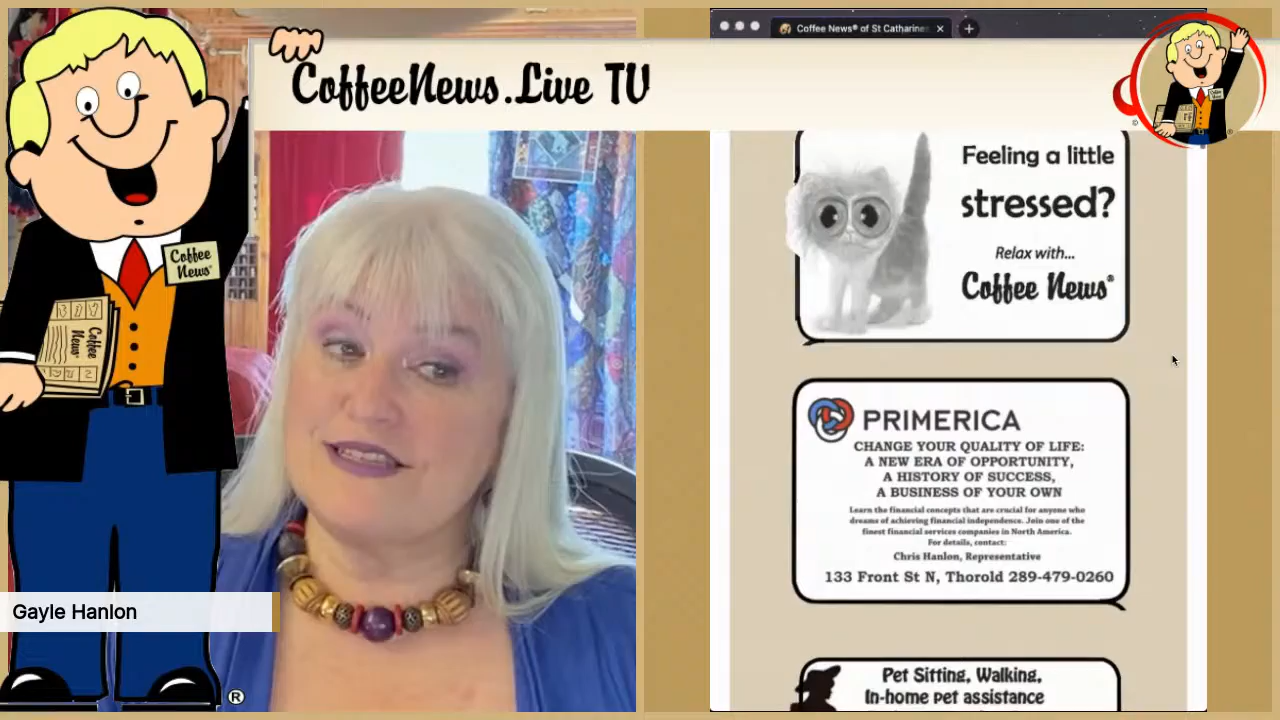 CoffeeNews.Live TV
Coffee News® of St Catharines
Coffee
News®
Coffee
News®
Gayle Hanlon
®
Feeling a little
stressed?
Relax with...
Coffee News®
PRIMERICA
CHANGE YOUR QUALITY OF LIFE:
A NEW ERA OF OPPORTUNITY,
A HISTORY OF SUCCESS,
A BUSINESS OF YOUR OWN
Learn the financial concepts that are crucial for anyone who
dreams of achieving financial independence. Join one of the
finest financial services companies in North America.
For details, contact:
Chris Hanlon, Representative
133 Front St N, Thorold 289-479-0260
Pet Sitting, Walking,
In-home pet assistance